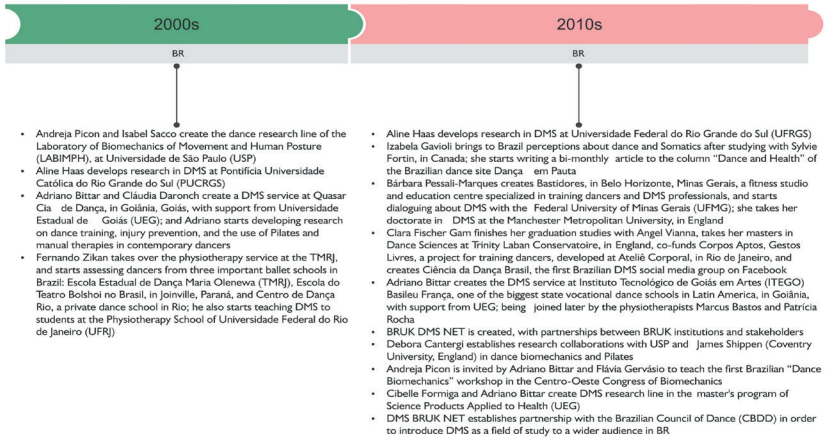 2000s
BR
• Andreja Picon and Isabel Sacco create the dance research line of the
Laboratory of Biomechanics of Movement and Human Posture
(LABIMPH), at Universidade de São Paulo (USP)
• Aline Haas develops research in DMS at Pontifícia Universidade
Católica do Rio Grande do Sul (PUCRGS)
• Adriano Bittar and Cláudia Daronch create a DMS service at Quasar
Cia de Dança, in Goiânia, Goiás, with support from Universidade
Estadual de Goiás (UEG); and Adriano starts developing research
on dance training, injury prevention, and the use of Pilates and
manual therapies in contemporary dancers
• Fernando Zikan takes over the physiotherapy service at the TMRJ,
and starts assessing dancers from three important ballet schools in
Brazil: Escola Estadual de Dança Maria Olenewa (TMRJ), Escola do
Teatro Bolshoi no Brasil, in Joinville, Paraná, and Centro de Dança
Rio, a private dance school in Rio; he also starts teaching DMS to
students at the Physiotherapy School of Universidade Federal do Rio
de Janeiro (UFRJ)
2010s
BR
• Aline Haas develops research in DMS at Universidade Federal do Rio Grande do Sul (UFRGS)
• Izabela Gavioli brings to Brazil perceptions about dance and Somatics after studying with Sylvie
Fortin, in Canada; she starts writing a bi-monthly article to the column “Dance and Health” of
the Brazilian dance site Dança em Pauta
• Bárbara Pessali-Marques creates Bastidores, in Belo Horizonte, Minas Gerais, a fitness studio
and education centre specialized in training dancers and DMS professionals, and starts
dialoguing about DMS with the Federal University of Minas Gerais (UFMG); she takes her
doctorate in DMS at the Manchester Metropolitan University, in England
• Clara Fischer Gam finishes her graduation studies with Angel Vianna, takes her masters in
Dance Sciences at Trinity Laban Conservatoire, in England, co-funds Corpos Aptos, Gestos
Livres, a project for training dancers, developed at Ateliê Corporal, in Rio de Janeiro, and
creates Ciência da Dança Brasil, the first Brazilian DMS social media group on Facebook
• Adriano Bittar creates the DMS service at Instituto Tecnológico de Goiás em Artes (ITEGO)
Basileu França, one of the biggest state vocational dance schools in Latin America, in Goiânia,
with support from UEG; being joined later by the physiotherapists Marcus Bastos and Patrícia
Rocha
• BRUK DMS NET is created, with partnerships between BRUK institutions and stakeholders
• Debora Cantergi establishes research collaborations with USP and James Shippen (Coventry
University, England) in dance biomechanics and Pilates
• Andreja Picon is invited by Adriano Bittar and Flávia Gervásio to teach the first Brazilian “Dance
Biomechanics” workshop in the Centro-Oeste Congress of Biomechanics
• Cibelle Formiga and Adriano Bittar create DMS research line in the master's program of
Science Products Applied to Health (UEG)
• DMS BRUK NET establishes partnership with the Brazilian Council of Dance (CBDD) in order
to introduce DMS as a field of study to a wider audience in BR